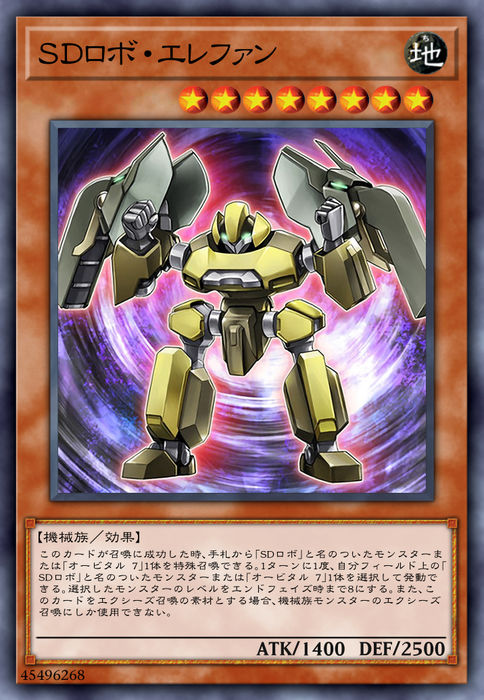 SDロボ・エレファン
ち
地
【機械族／効果】
このカードが召喚に成功した時、手札から「SDロボ」と名のついたモンスターま
たは「オービタル 7」1体を特殊召喚できる。1ターンに1度、自分フィールド上の「
SDロボ」と名のついたモンスターまたは「オービタル 7」1体を選択して発動で
きる。選択したモンスターのレベルをエンドフェイズ時まで8にする。また、こ
のカードをエクシーズ召喚の素材とする場合、機械族モンスターのエクシーズ
召喚にしか使用できない。
ATK/1400 DEF/2500
45496268